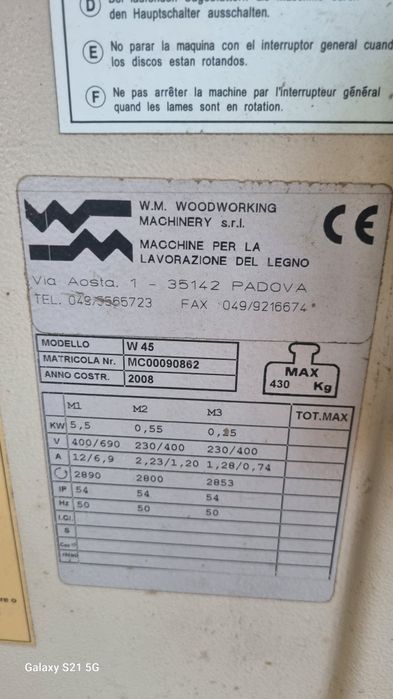 D
den Hauptschalter ausschalten.
E No parar la maquina con el interruptor general cuand
los discos estan rotandos.
F Ne pas arrêter la machine par l'interrupteur général
quand les lames sont en rotation.
W.M. WOODWORKING
MACHINERY s.r.l.
CE
MACCHINE PER LA
LAVORAZIONE DEL LEGNO
Via Aosta. 1 - 35142 PADOVA
TEL. FAX 049/9216674
MODELLO W 45
MATRICOLA Nr. MC00090862
ANNO COSTR. 2008
MAX
430 Kg
M1 M2 M3 TOT.MAX
KW 5,5 0,55 0,25
V 400/690 230/400 230/400
A 12/6,9 2,23/1,20 1,28/0,74
2890 2800 2853
IP 54 54 54
Hz 50 50 50
S
Galaxy S21 5G